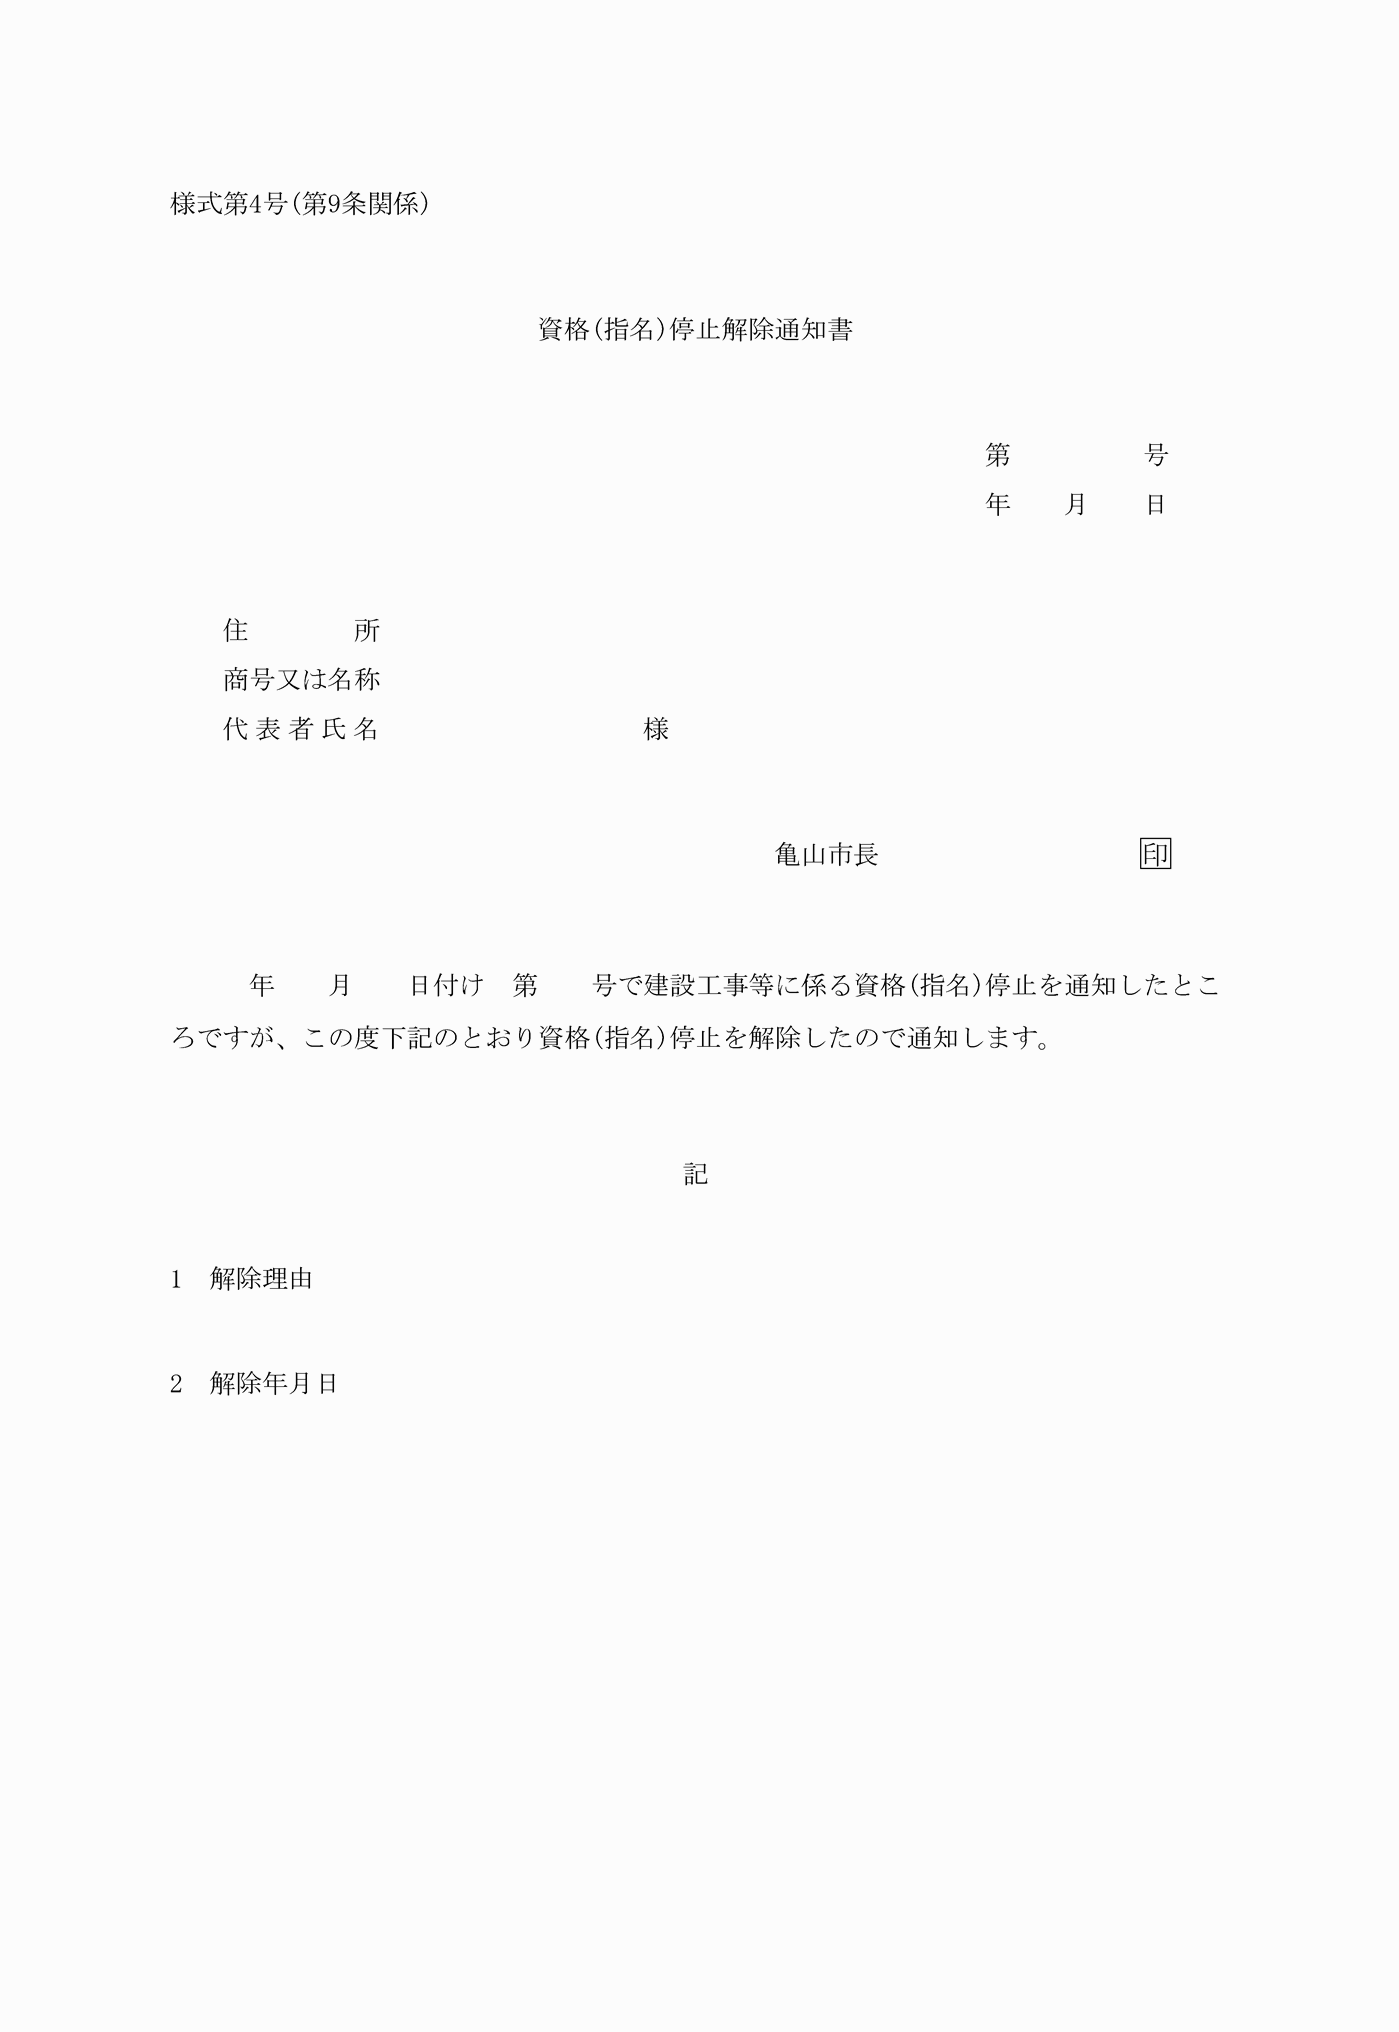 様式第4号(第9条関係)
資格(指名)停止解除通知書
第　　　　　号
年　　月　　日
住　　　　所
商号又は名称
代表者氏名　　　　　　　　　　様
亀山市長　　　　　　　　　　印
年　　月　　日付け　第　　号で建設工事等に係る資格(指名)停止を通知したとこ
ろですが、この度下記のとおり資格(指名)停止を解除したので通知します。
記
1　解除理由
2　解除年月日